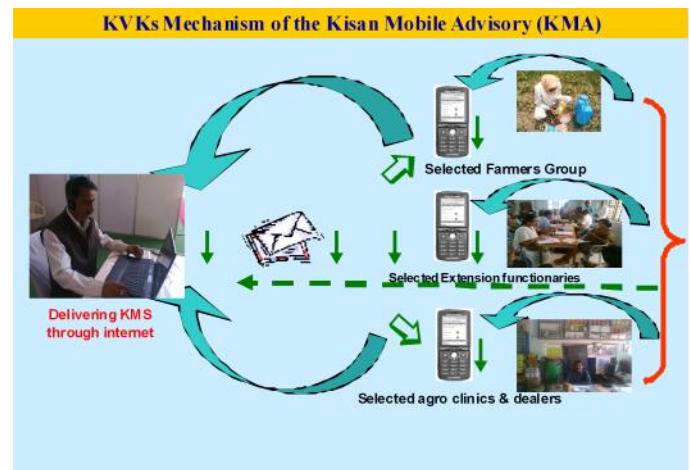 KVKs Mechanism of the Kisan Mobile Advisory (KMA)
Selected Farmers Group
Selected Extension functionaries
Delivering KMS
through internet
Selected agro clinics & dealers